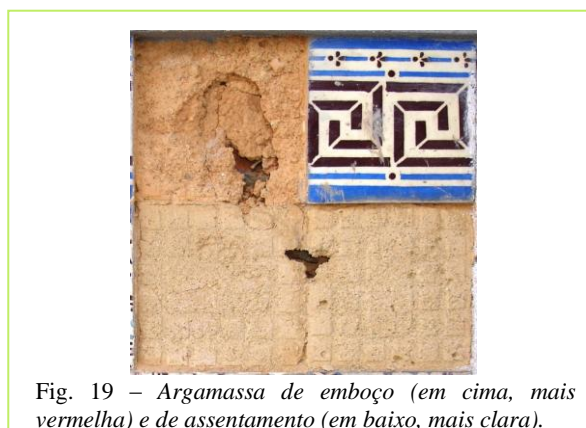 Fig. 19 – Argamassa de emboço (em cima, mais
vermelha) e de assentamento (em baixo, mais clara).